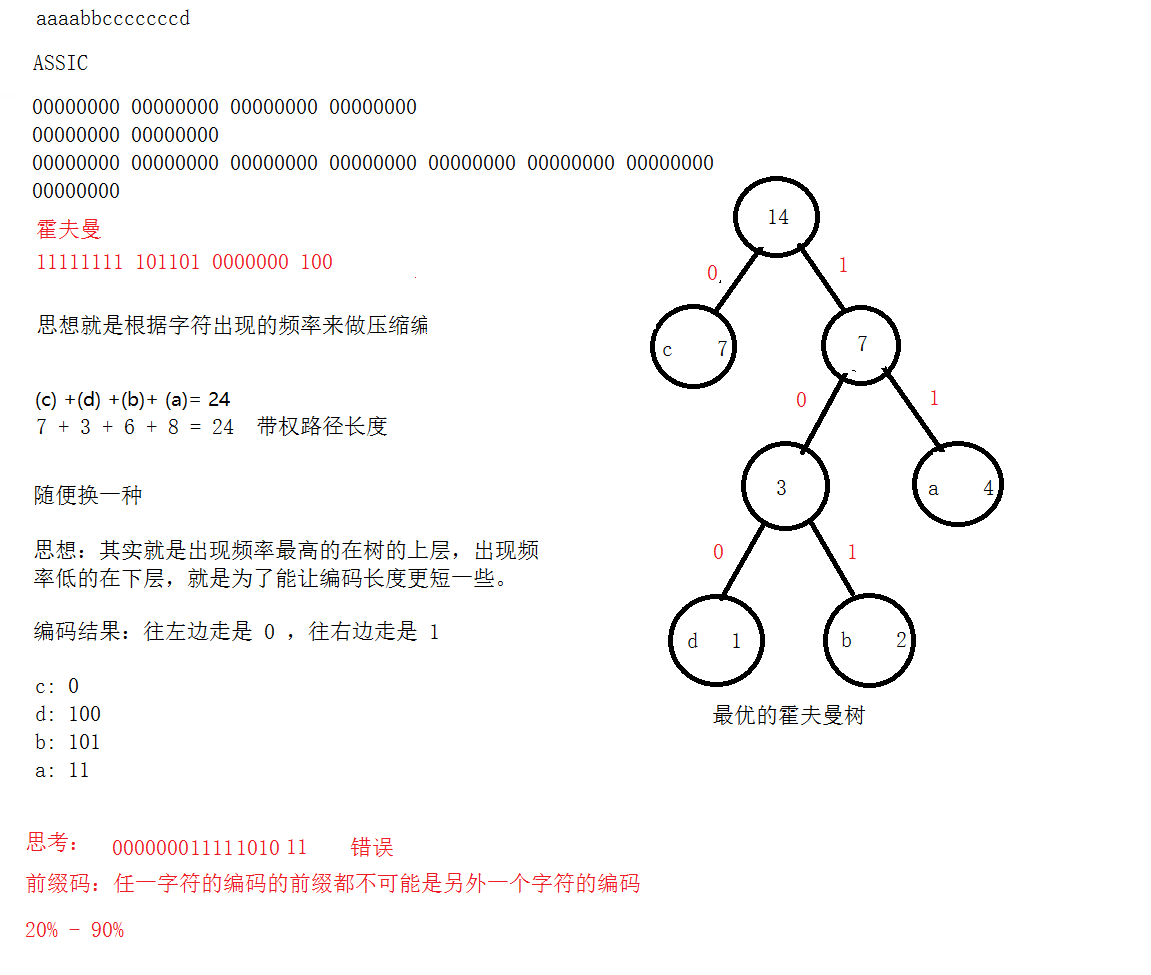 aaaabbcccccccd
ASSIC
00000000 00000000 00000000 00000000
00000000 00000000
00000000 00000000 00000000 00000000 00000000 00000000 00000000
00000000
霍夫曼
11111111 101101 0000000 100
思想就是根据字符出现的频率来做压缩编
(c) +(d) +(b)+ (a)= 24
7 + 3 + 6 + 8 = 24 带权路径长度
随便换一种
思想：其实就是出现频率最高的在树的上层，出现频
率低的在下层，就是为了能让编码长度更短一些。
编码结果：往左边走是 0 ，往右边走是 1
c: 0
d: 100
b: 101
a: 11
14
0
1
c 7
7
0
1
3
a 4
0
1
d 1
b 2
最优的霍夫曼树
思考： 000000011111010 11 错误
前缀码：任一字符的编码的前缀都不可能是另外一个字符的编码
20% - 90%